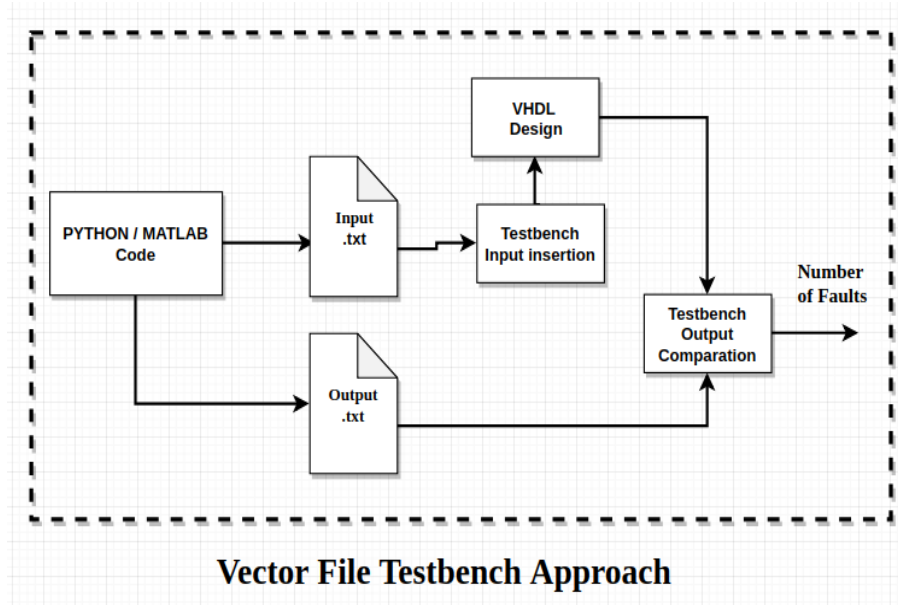 PYTHON / MATLAB
Code
Input
.txt
Output
.txt
VHDL
Design
Testbench
Input insertion
Testbench
Output
Comparation
Number
of Faults
Vector File Testbench Approach